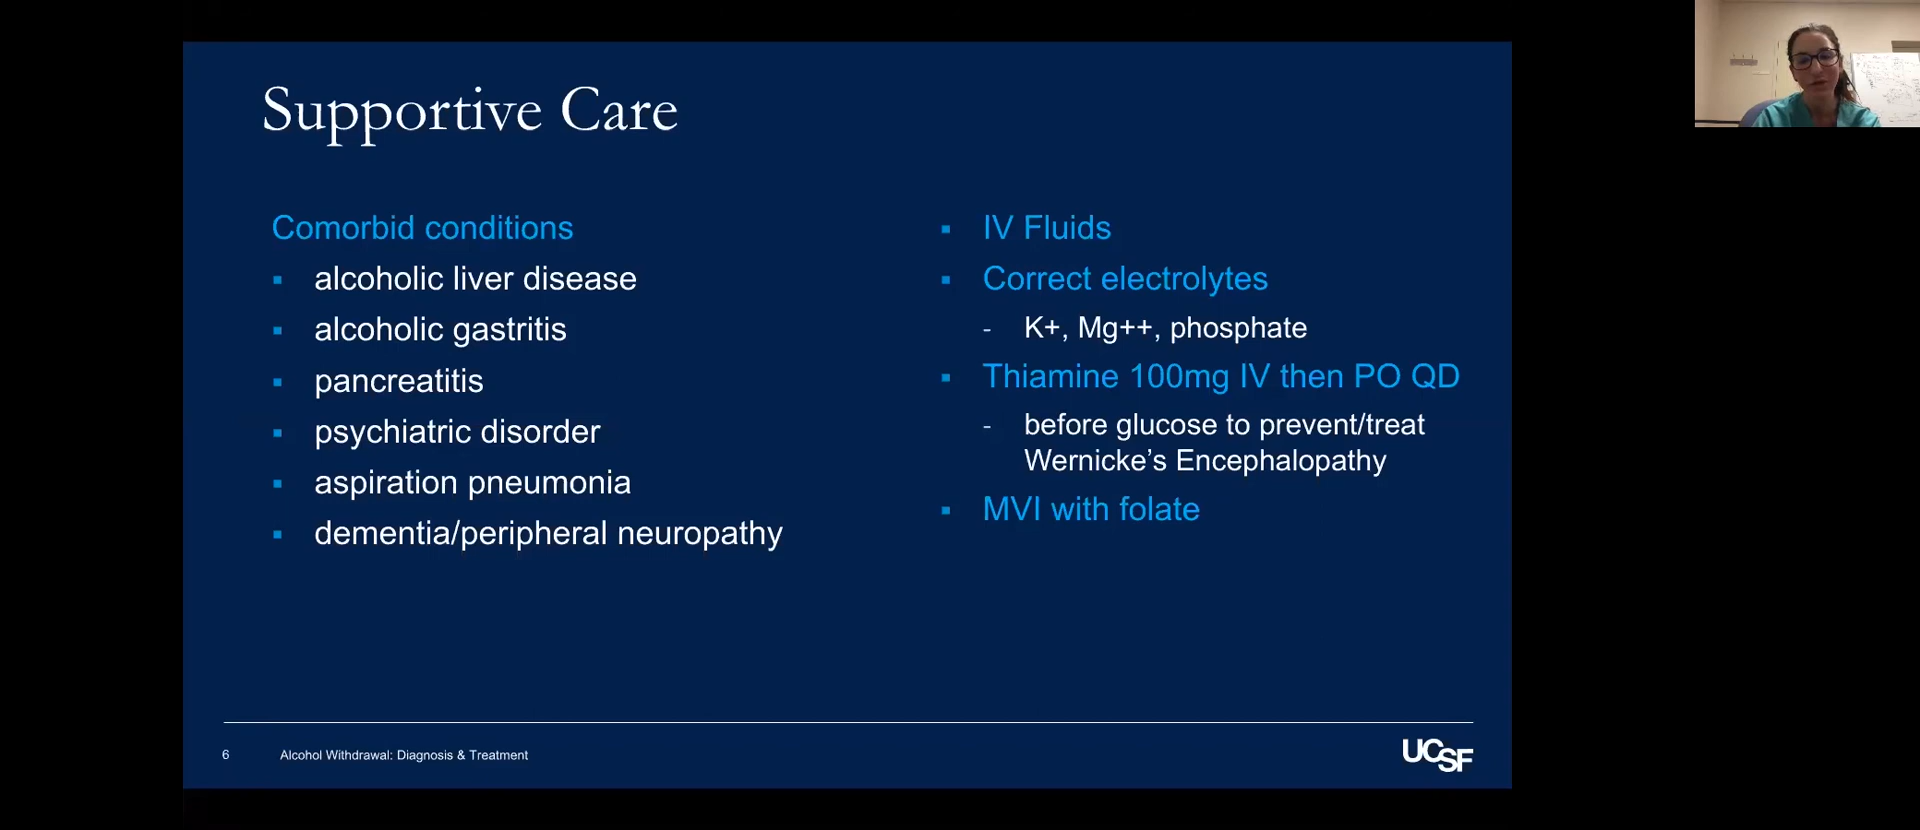 Supportive Care
Comorbid conditions
▪ alcoholic liver disease
▪ alcoholic gastritis
▪ pancreatitis
▪ psychiatric disorder
▪ aspiration pneumonia
▪ dementia/peripheral neuropathy
▪ IV Fluids
▪ Correct electrolytes
- K+, Mg++, phosphate
▪ Thiamine 100mg IV then PO QD
- before glucose to prevent/treat
Wernicke’s Encephalopathy
▪ MVI with folate
6 Alcohol Withdrawal: Diagnosis & Treatment
UCSF